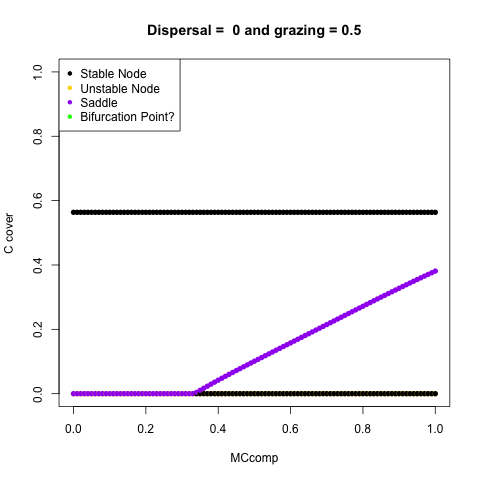 Dispersal =  0 and grazing = 0.5
Stable Node
Unstable Node
Saddle
Bifurcation Point?
C cover
1.0
0.8
0.6
0.4
0.2
0.0
0.0 0.2 0.4 0.6 0.8 1.0
MCcomp